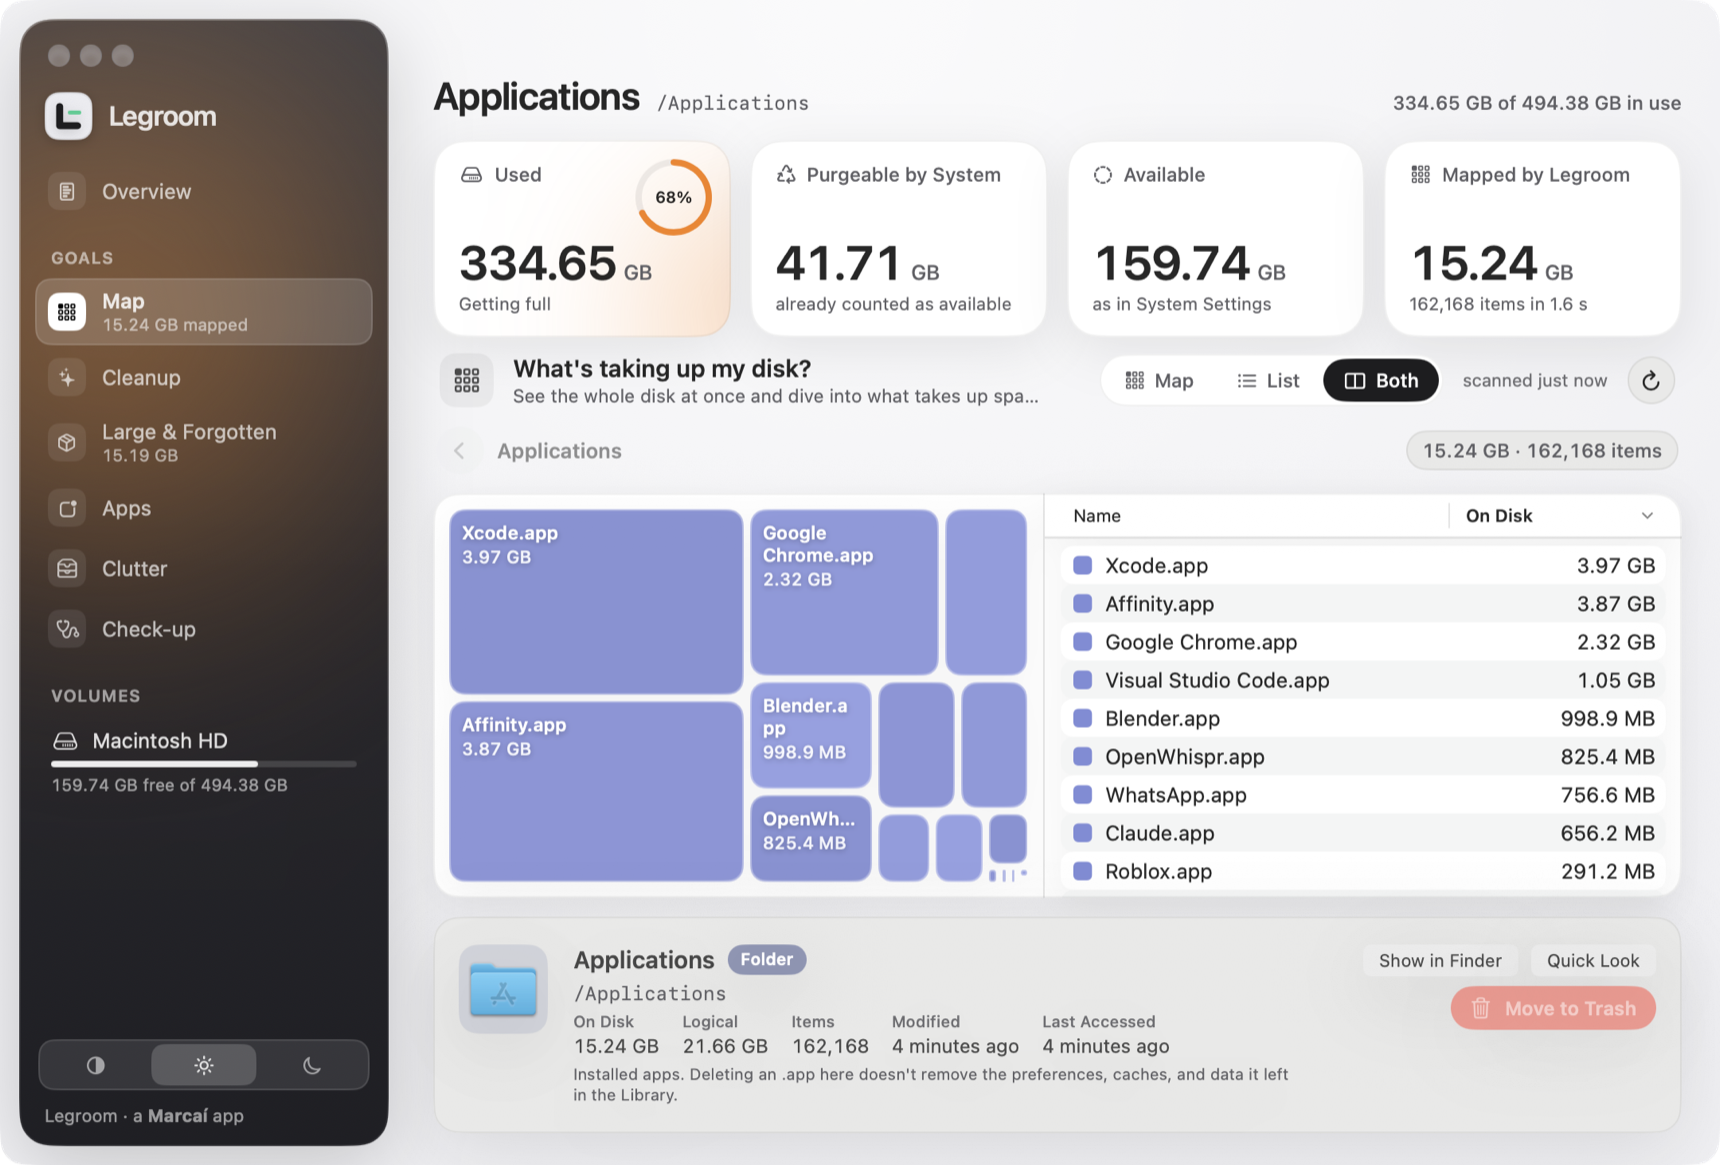 Legroom
Overview
GOALS
Map
15.24 GB mapped
Cleanup
Large & Forgotten
15.19 GB
Apps
Clutter
Check-up
VOLUMES
Macintosh HD
159.74 GB free of 494.38 GB
Legroom · a Marcaí app
Applications /Applications
334.65 GB of 494.38 GB in use
Used
68%
334.65 GB
Getting full
Purgeable by System
41.71 GB
already counted as available
Available
159.74 GB
as in System Settings
Mapped by Legroom
15.24 GB
162,168 items in 1.6 s
What's taking up my disk?
See the whole disk at once and dive into what takes up spa...
Map
List
Both
scanned just now
Applications
15.24 GB · 162,168 items
Xcode.app
3.97 GB
Affinity.app
3.87 GB
Google
Chrome.app
2.32 GB
Blender.a
pp
998.9 MB
OpenWh...
825.4 MB
Name On Disk
Xcode.app 3.97 GB
Affinity.app 3.87 GB
Google Chrome.app 2.32 GB
Visual Studio Code.app 1.05 GB
Blender.app 998.9 MB
OpenWhispr.app 825.4 MB
WhatsApp.app 756.6 MB
Claude.app 656.2 MB
Roblox.app 291.2 MB
Applications Folder
/Applications
On Disk Logical Items Modified Last Accessed
15.24 GB 21.66 GB 162,168 4 minutes ago 4 minutes ago
Installed apps. Deleting an .app here doesn't remove the preferences, caches, and data it left
in the Library.
Show in Finder
Quick Look
Move to Trash